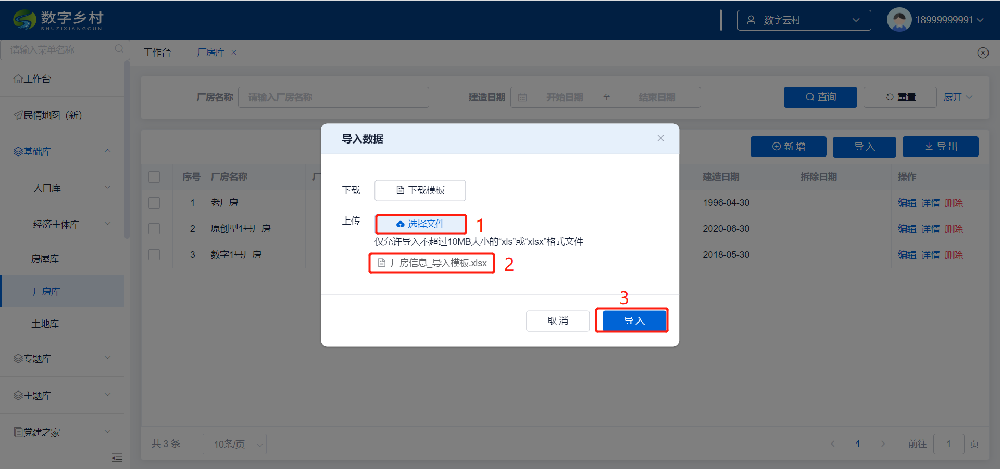 数字乡村
SHUZIXIANGCUN
数字云村
18999999991
请输入菜单名称
工作台
厂房库
工作台
民情地图（新）
基础库
人口库
经济主体库
房屋库
厂房库
土地库
专题库
主题库
党建之家
厂房名称 请输入厂房名称 建造日期 开始日期 至 结束日期 查询 重置 展开
新增 导入 导出
序号 厂房名称 厂 建造日期 拆除日期 操作
1 老厂房 1996-04-30 编辑 详情 删除
2 原创型1号厂房 2020-06-30 编辑 详情 删除
3 数字1号厂房 2018-05-30 编辑 详情 删除
导入数据
下载 下载模板
上传 选择文件 1
仅允许导入不超过10MB大小的“xls”或“xlsx”格式文件
厂房信息_导入模板.xlsx 2
3
取消 导入
共 3 条 10条/页 1 前往 1 页